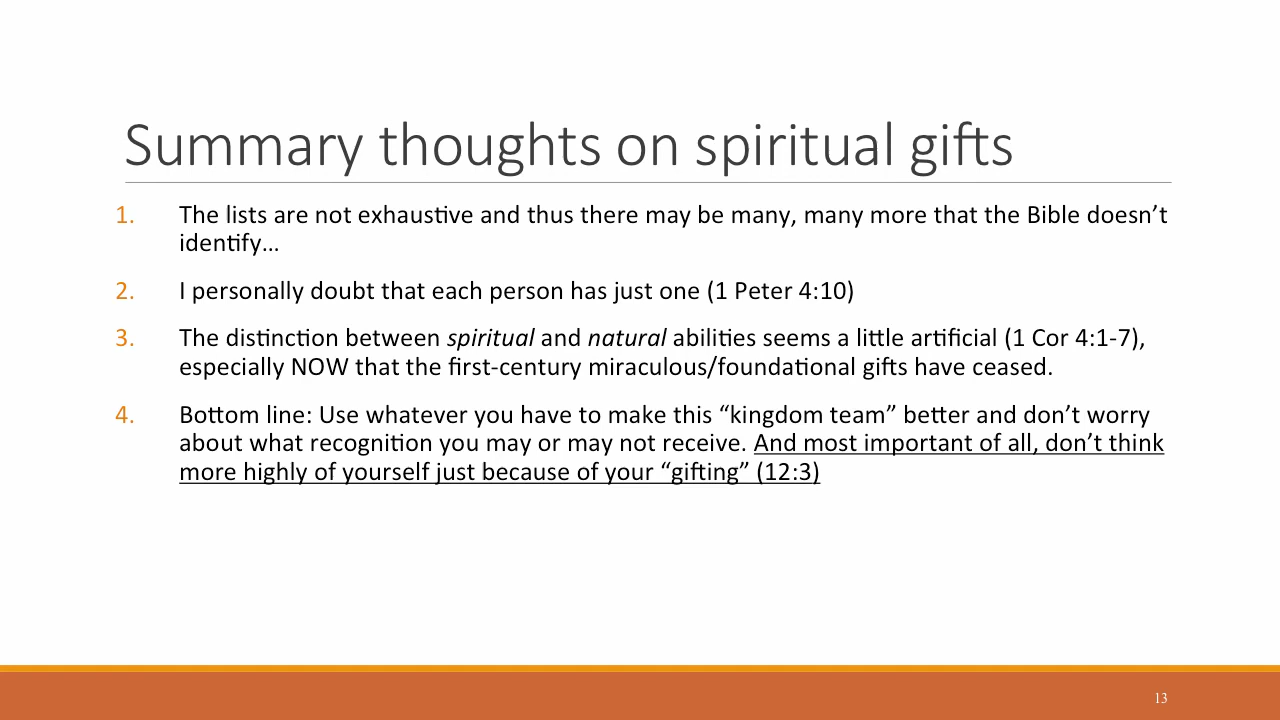 Summary thoughts on spiritual gifts
1. The lists are not exhaustive and thus there may be many, many more that the Bible doesn’t
identify…
2. I personally doubt that each person has just one (1 Peter 4:10)
3. The distinction between spiritual and natural abilities seems a little artificial (1 Cor 4:1-7),
especially NOW that the first-century miraculous/foundational gifts have ceased.
4. Bottom line: Use whatever you have to make this “kingdom team” better and don’t worry
about what recognition you may or may not receive. And most important of all, don’t think
more highly of yourself just because of your “gifting” (12:3)
13